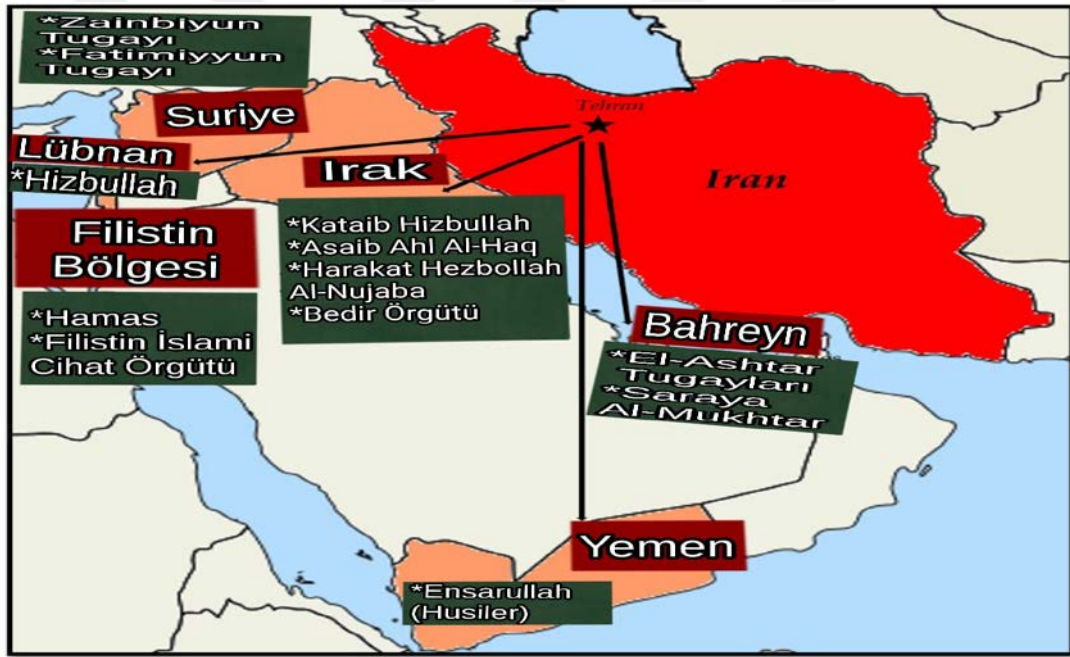 *Zainbiyun
Tugayı
*Fatimiyyun
Tugayı
Suriye
Lübnan
*Hizbullah
Filistin
Bölgesi
*Hamas
*Filistin İslami
Cihat Örgütü
Irak
*Kataib Hizbullah
*Asaib Ahl Al-Haq
*Harakat Hezbollah
Al-Nujaba
*Bedir Örgütü
Tehran
Iran
Bahreyn
*El-Ashtar
Tugayları
*Saraya
Al-Mukhtar
Yemen
*Ensarullah
(Husiler)